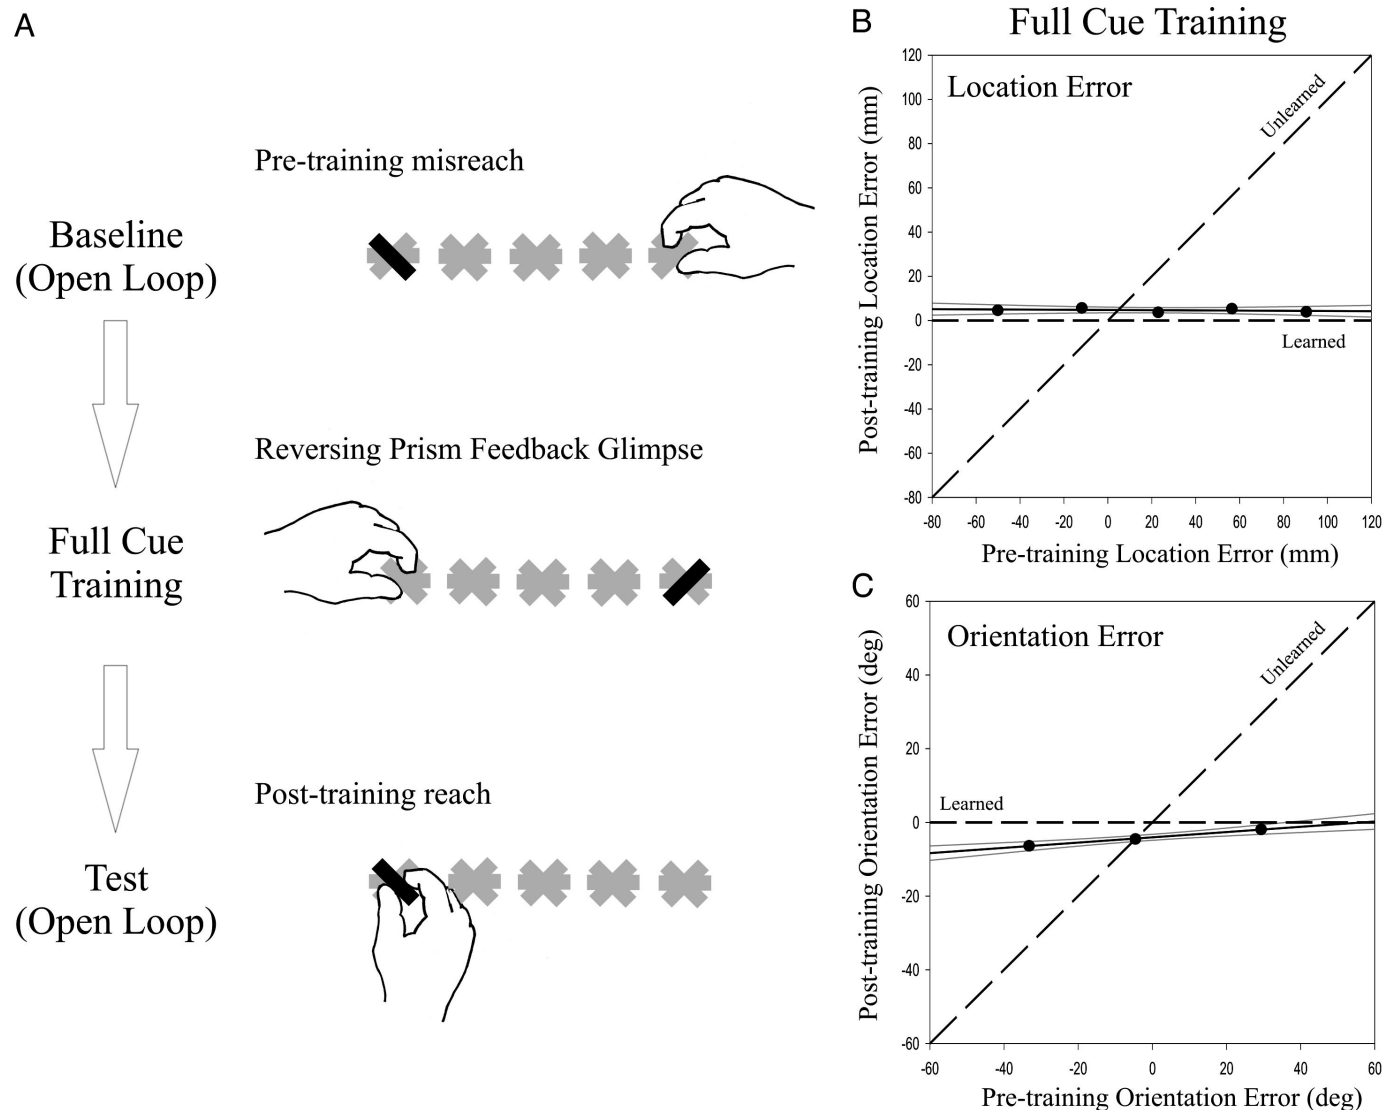 A
Pre-training misreach
Baseline
(Open Loop)
Reversing Prism Feedback Glimpse
Full Cue
Training
Post-training reach
Test
(Open Loop)
B
Full Cue Training
Location Error
Unlearned
Learned
Post-training Location Error (mm)
120
100
80
60
40
20
0
-20
-40
-60
-80
-80 -60 -40 -20 0 20 40 60 80 100 120
Pre-training Location Error (mm)
C
Orientation Error
Unlearned
Learned
Post-training Orientation Error (deg)
60
40
20
0
-20
-40
-60
-60 -40 -20 0 20 40 60
Pre-training Orientation Error (deg)